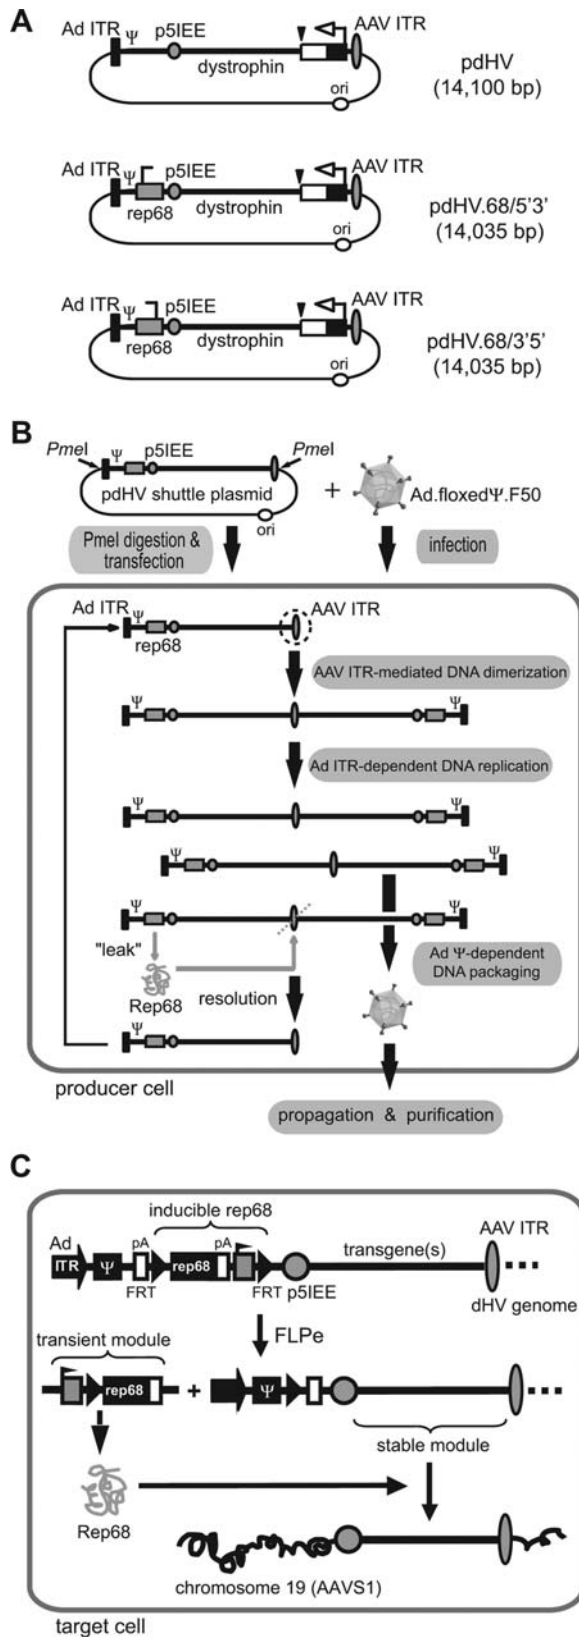 A
Ad ITR Ψ p5IEE AAV ITR
dystrophin
ori
pdHV
(14,100 bp)
Ad ITR Ψ p5IEE AAV ITR
rep68 dystrophin
ori
pdHV.68/5'3'
(14,035 bp)
Ad ITR Ψ p5IEE AAV ITR
rep68 dystrophin
ori
pdHV.68/3'5'
(14,035 bp)
B
PmeI Ψ p5IEE PmeI
pdHV shuttle plasmid
ori
+
Ad.floxedΨ.F50
PmeI digestion &
transfection
infection
Ad ITR Ψ AAV ITR
rep68
AAV ITR-mediated DNA dimerization
Ψ Ψ
Ad ITR-dependent DNA replication
Ψ Ψ
Ψ Ψ
Ψ Ψ
"leak"
Rep68
resolution
Ad Ψ-dependent
DNA packaging
Ψ
producer cell
propagation & purification
C
inducible rep68
Ad
ITR Ψ pA rep68 pA
FRT FRT p5IEE
transgene(s)
AAV ITR
dHV genome
FLPe
transient module
rep68 + Ψ
stable module
Rep68
chromosome 19 (AAVS1)
target cell